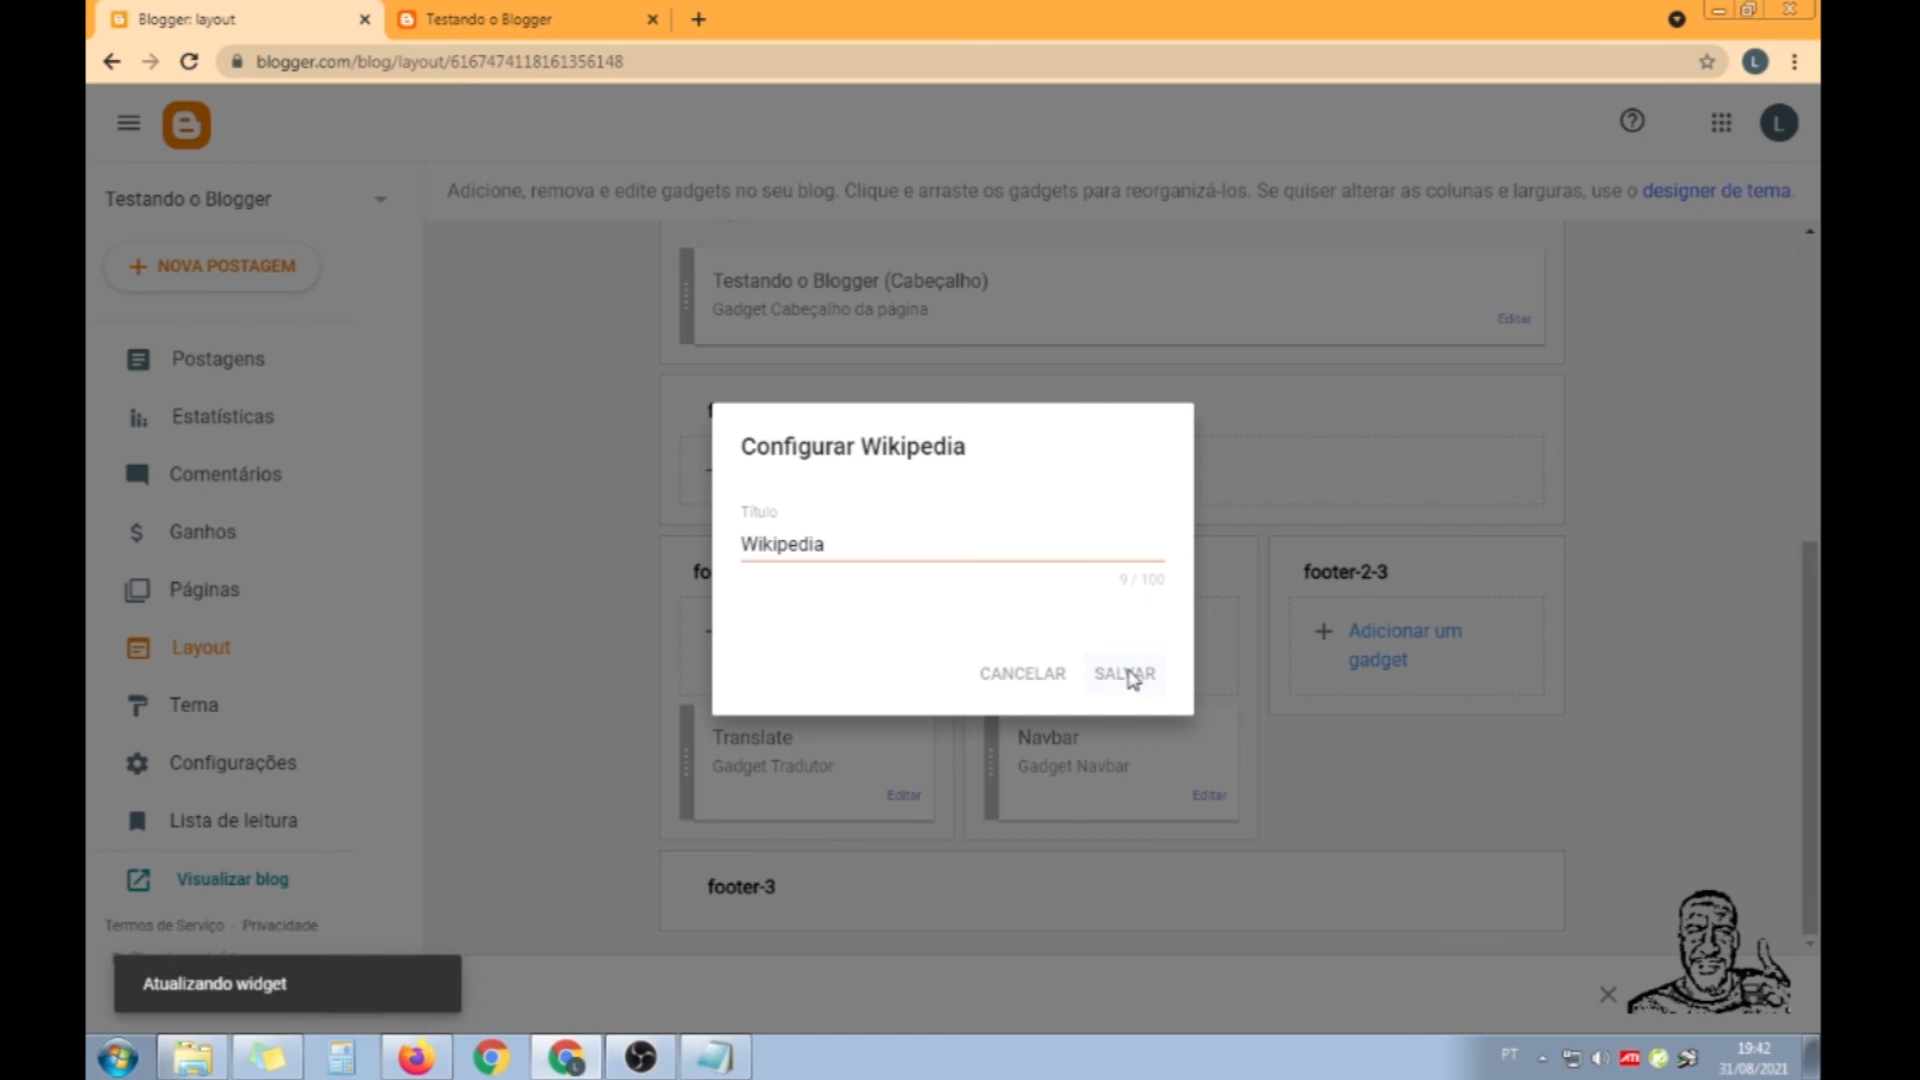 Blogger: layout
Testando o Blogger
blogger.com/blog/layout/6167474118161356148
L
L
Testando o Blogger
Adicione, remova e edite gadgets no seu blog. Clique e arraste os gadgets para reorganizá-los. Se quiser alterar as colunas e larguras, use o designer de tema.
NOVA POSTAGEM
Testando o Blogger (Cabeçalho)
Gadget Cabeçalho da página
Editar
Postagens
Estatísticas
Comentários
Ganhos
Páginas
Layout
Tema
Configurações
Lista de leitura
Visualizar blog
Termos de Serviço · Privacidade
Configurar Wikipedia
Título
Wikipedia
9 / 100
CANCELAR
SALVAR
fo
footer-2-3
Adicionar um
gadget
Translate
Gadget Tradutor
Editar
Navbar
Gadget Navbar
Editar
footer-3
Atualizando widget
PT
ATI
19:42
31/08/2021